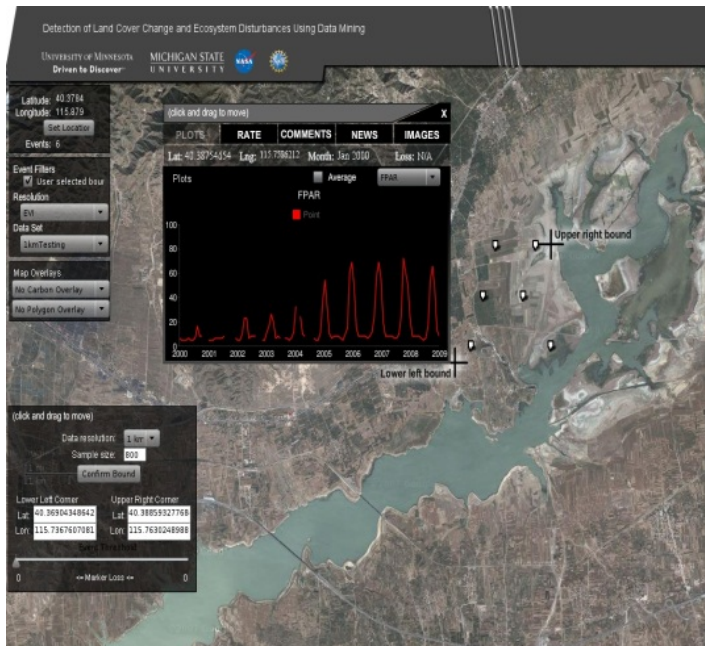 Detection of Land Cover Change and Ecosystem Disturbances Using Data Mining
UNIVERSITY OF MINNESOTA
Driven to Discover
MICHIGAN STATE
UNIVERSITY
NASA
Latitude: 40.3784
Longitude: 115.879
Set Locator
Events: 6
Event Filters
User selected bour
Resolution
EVI
Data Set
1kmTesting
Map Overlays
No Carbon Overlay
No Polygon Overlay
(click and drag to move)
X
PLOTS RATE COMMENTS NEWS IMAGES
Lat: 40.38754654 Lng: 115.7586212 Month: Jan 2000 Loss: N/A
Plots Average FPAR
FPAR
Point
100
80
60
40
20
0
2000 2001 2002 2003 2004 2005 2006 2007 2008 2009
Upper right bound
Lower left bound
(click and drag to move)
Data resolution: 1 km
Sample size: 800
Confirm Bound
Lower Left Corner Upper Right Corner
Lat: 40.36904348642 Lat: 40.38859327768
Lon: 115.7367607081 Lon: 115.7630248988
Event Threshold
0 <= Marker Loss <= 0